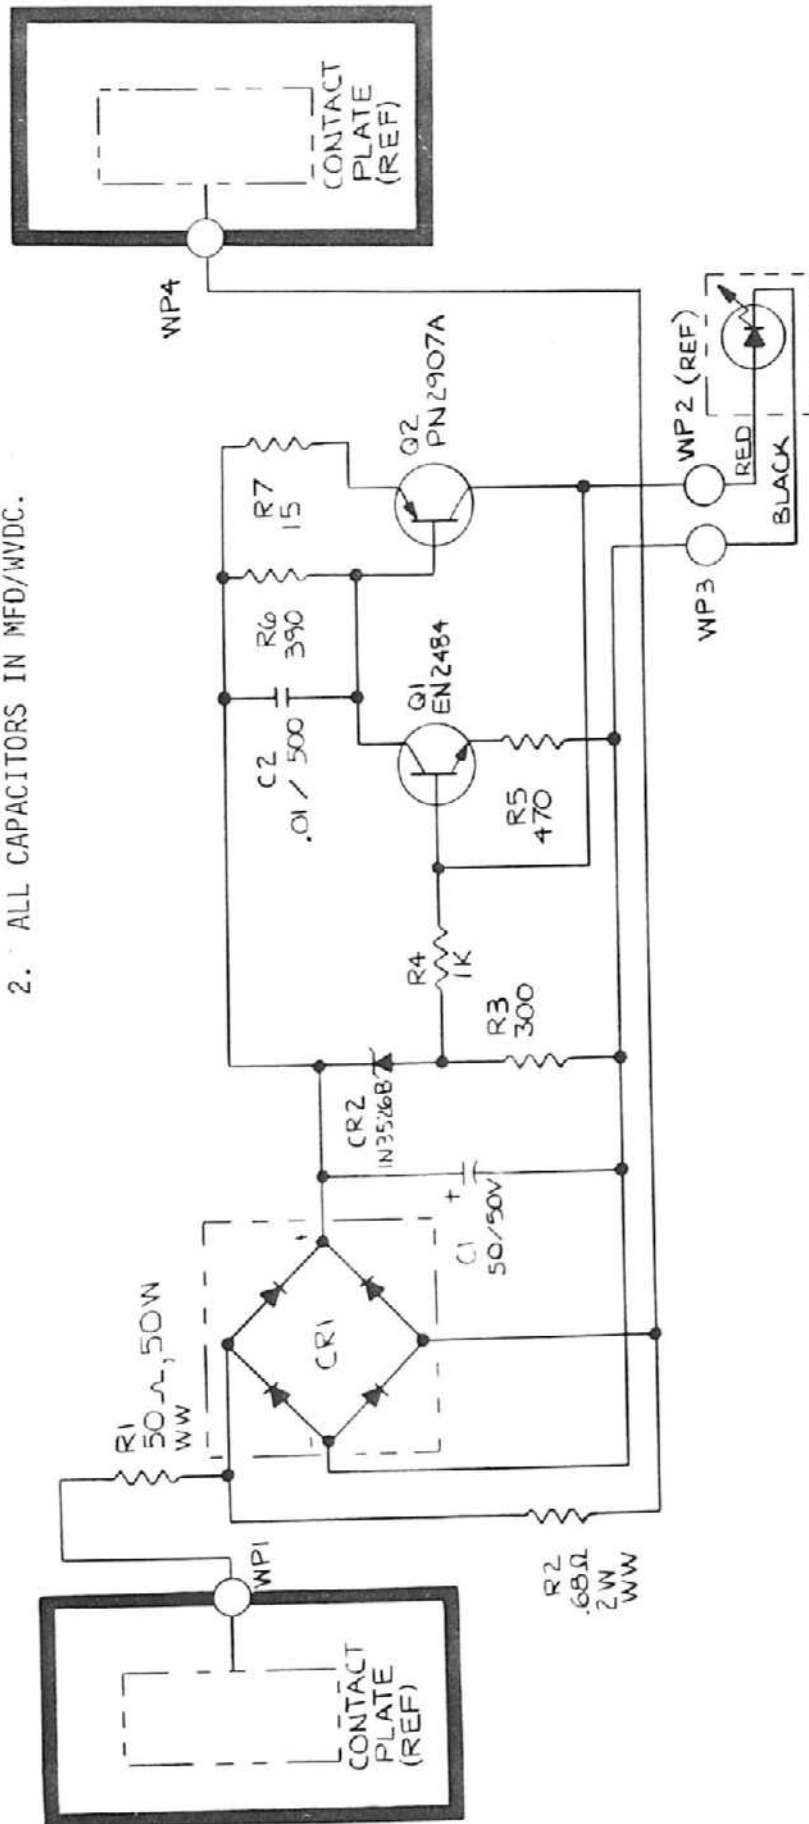 2. ALL CAPACITORS IN MFD/WVDC.
CONTACT
PLATE
(REF)
WP1
R1
50Ω, 50W
WW
R2
.68Ω
2W
WW
CR1
+
C1
50/50V
+
CR2
1N3526B
R3
300
R4
1K
C2
.01 / 500
R6
390
R7
15
Q1
EN2484
R5
470
Q2
PN2907A
WP4
CONTACT
PLATE
(REF)
WP3
WP2 (REF)
RED
BLACK